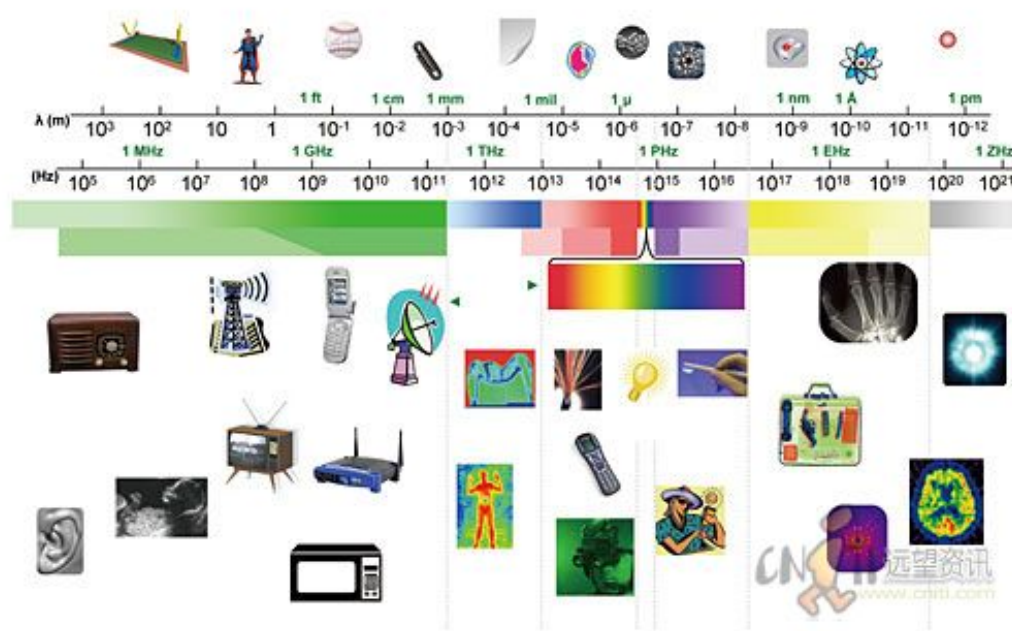 1 ft 1 cm 1 mm 1 mil 1 µ 1 nm 1 Å 1 pm
λ (m) 10³ 10² 10 1 10⁻¹ 10⁻² 10⁻³ 10⁻⁴ 10⁻⁵ 10⁻⁶ 10⁻⁷ 10⁻⁸ 10⁻⁹ 10⁻¹⁰ 10⁻¹¹ 10⁻¹²
1 MHz 1 GHz 1 THz 1 PHz 1 EHz 1 ZHz
(Hz) 10⁵ 10⁶ 10⁷ 10⁸ 10⁹ 10¹⁰ 10¹¹ 10¹² 10¹³ 10¹⁴ 10¹⁵ 10¹⁶ 10¹⁷ 10¹⁸ 10¹⁹ 10²⁰ 10²¹
远望资讯
www.cniti.com